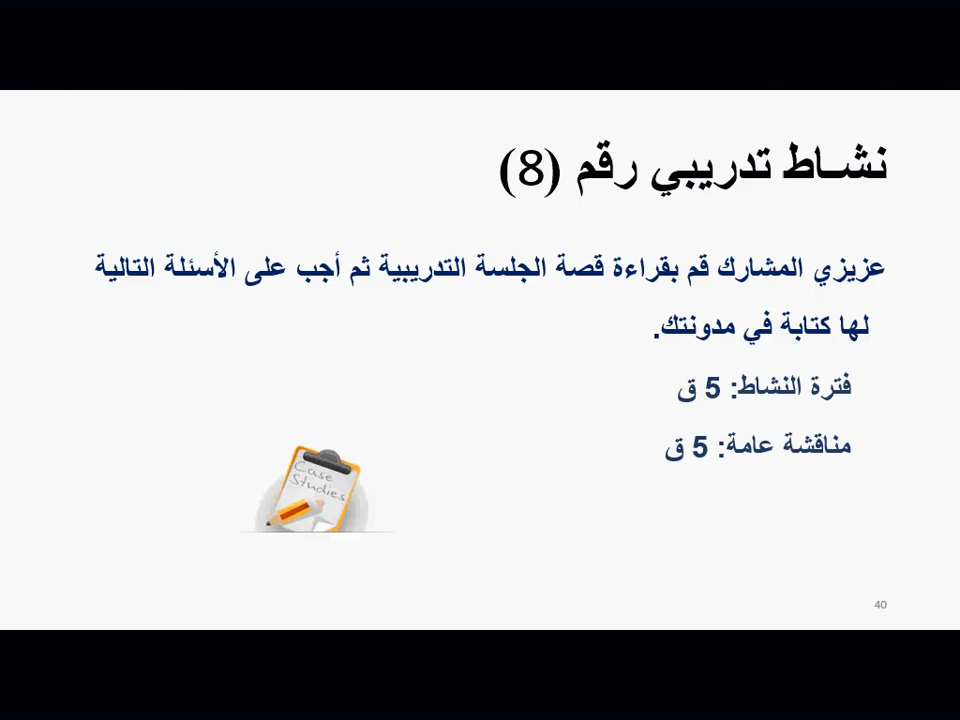 نشـاط تدريبي رقم (8)
عزيزي المشارك قم بقراءة قصة الجلسة التدريبية ثم أجب على الأسئلة التالية
لها كتابة في مدونتك.
فترة النشاط: 5 ق
مناقشة عامة: 5 ق
Case
Studies
40